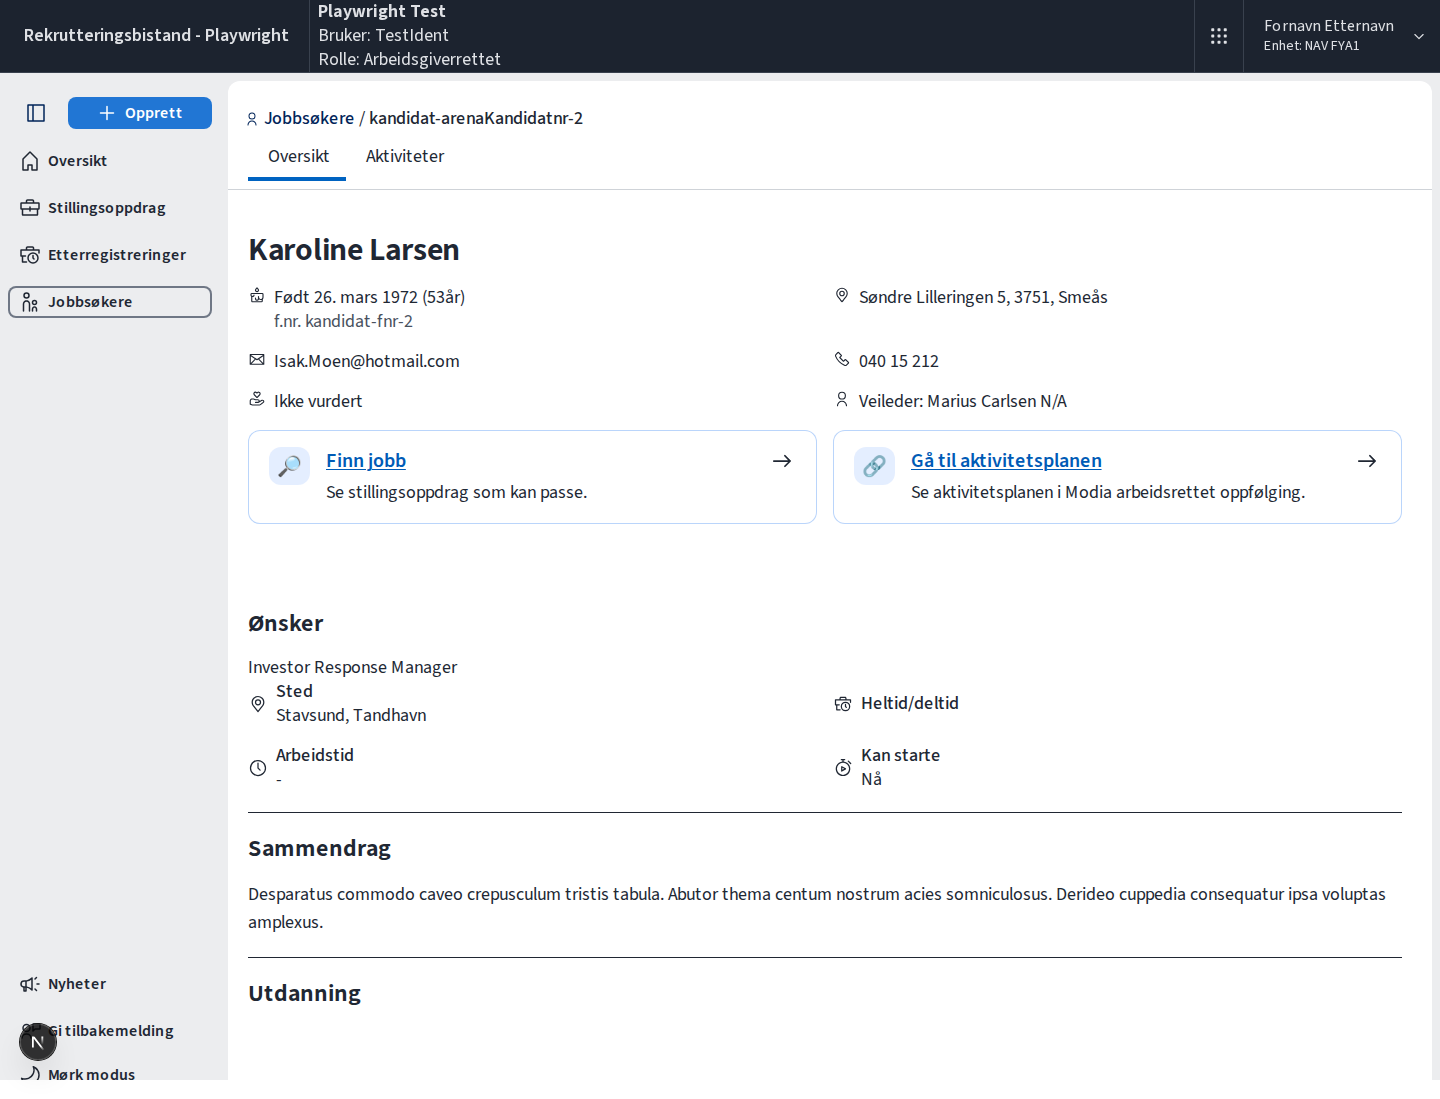 Rekrutteringsbistand - Playwright
Playwright Test
Bruker: TestIdent
Rolle: Arbeidsgiverrettet
Fornavn Etternavn
Enhet: NAV FYA1
Opprett
Oversikt
Stillingsoppdrag
Etterregistreringer
Jobbsøkere
Nyheter
Gi tilbakemelding
N
Mørk modus
Jobbsøkere / kandidat-arenaKandidatnr-2
Oversikt
Aktiviteter
Karoline Larsen
Født 26. mars 1972 (53år)
f.nr. kandidat-fnr-2
Søndre Lilleringen 5, 3751, Smeås
Isak.Moen@hotmail.com
040 15 212
Ikke vurdert
Veileder: Marius Carlsen N/A
Finn jobb
Se stillingsoppdrag som kan passe.
Gå til aktivitetsplanen
Se aktivitetsplanen i Modia arbeidsrettet oppfølging.
Ønsker
Investor Response Manager
Sted
Stavsund, Tandhavn
Heltid/deltid
Arbeidstid
-
Kan starte
Nå
Sammendrag
Desparatus commodo caveo crepusculum tristis tabula. Abutor thema centum nostrum acies somniculosus. Derideo cuppedia consequatur ipsa voluptas
amplexus.
Utdanning